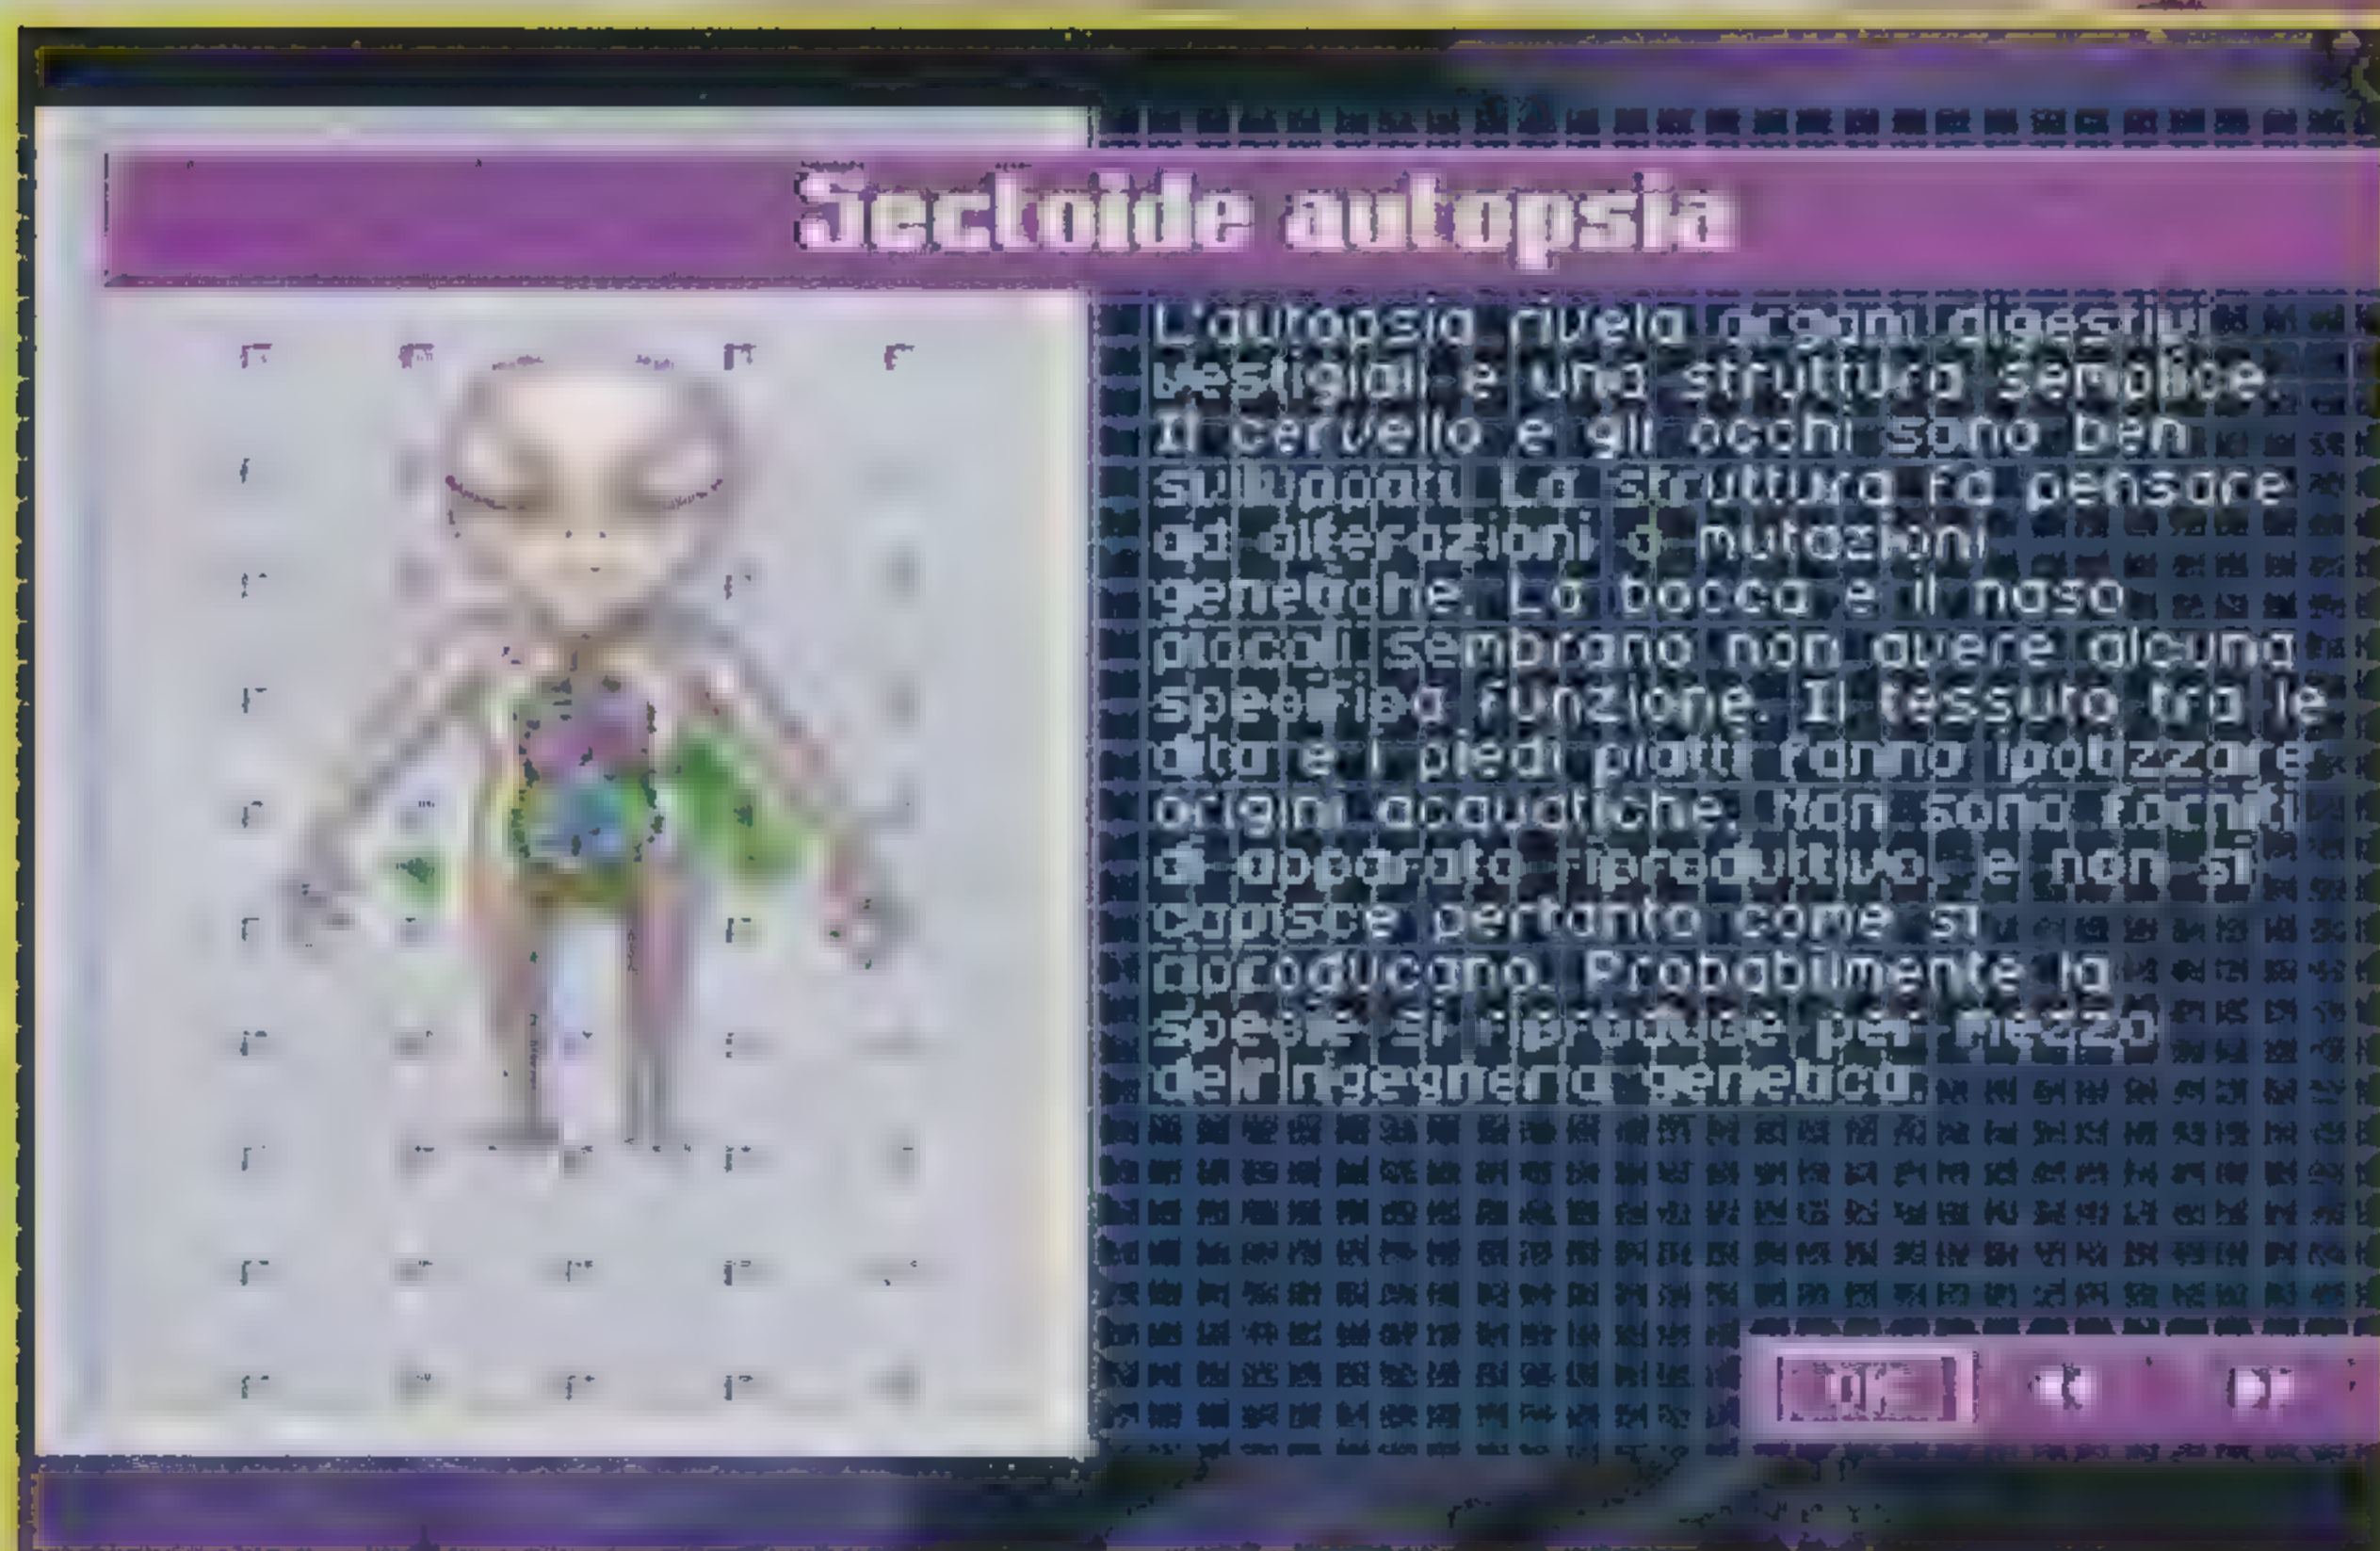 Sectoide autopsia
L'autopsia rivela organi digestivi
vestigiali e una struttura semplice.
Il cervello e gli occhi sono ben
sviluppati. La struttura fa pensare
ad alterazioni o mutazioni
genetiche. La bocca e il naso
piccoli sembrano non avere alcuna
specifica funzione. Il tessuto tra le
dita e i piedi piatti fanno ipotizzare
origini acquatiche. Non sono forniti
di apparato riproduttivo, e non si
capisce pertanto come si
riproducano. Probabilmente la
specie si riproduce per mezzo
dell'ingegneria genetica.
OK